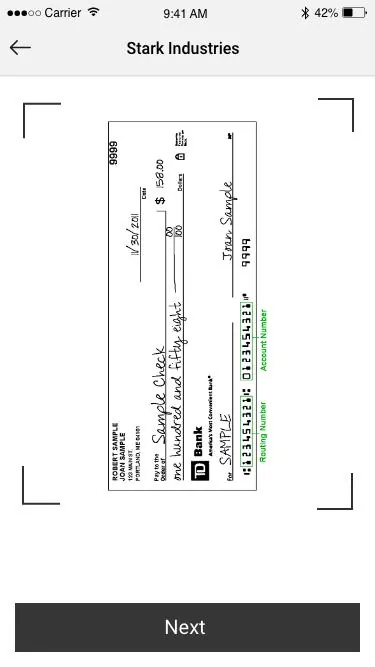 Carrier 9:41 AM 42%
Stark Industries
ROBERT SAMPLE
JOAN SAMPLE
123 MAIN ST.
PORTLAND, ME 04101
9999
11/30/2011
Date
Pay to the
Order of Sample Check $ 158.00
one hundred and fifty eight 00/100 Dollars
TD Bank
America's Most Convenient Bank®
For SAMPLE Joan Sample MP
⑆123454321⑆ 0123454321⑈ 9999
Routing Number Account Number
Next